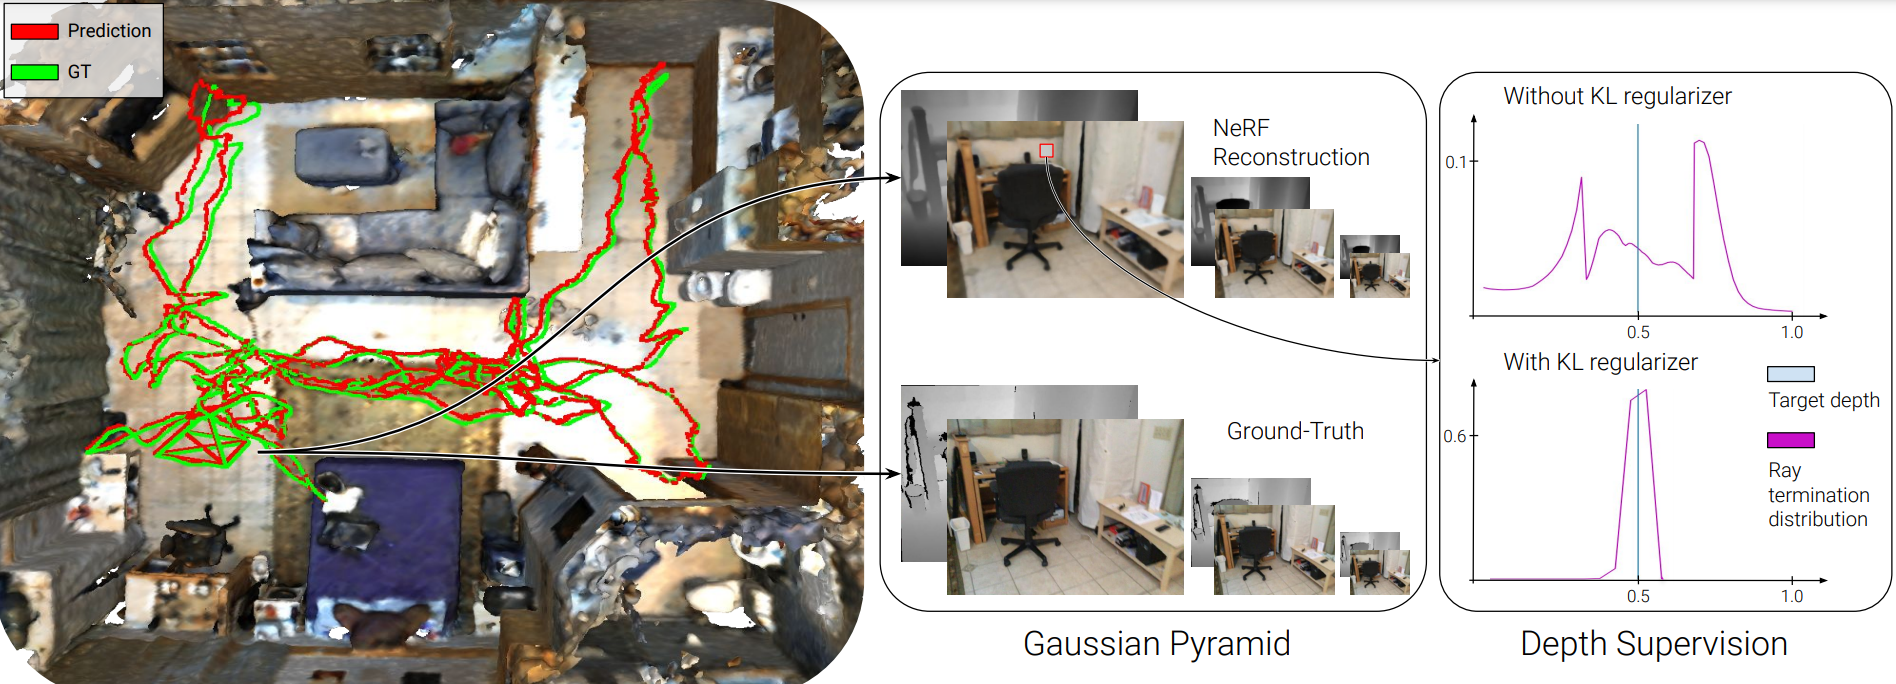 Prediction
GT
NeRF
Reconstruction
Ground-Truth
Gaussian Pyramid
Without KL regularizer
0.1
0.5
1.0
With KL regularizer
0.6
0.5
1.0
Target depth
Ray
termination
distribution
Depth Supervision